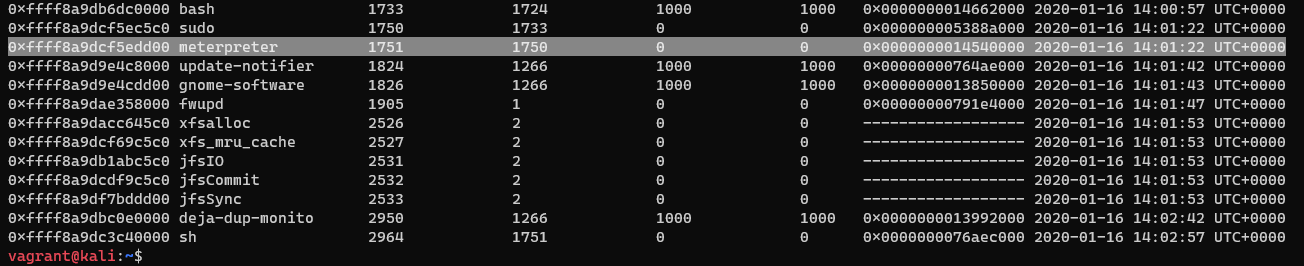 0xffff8a9db6dc0000 bash 1733 1724 1000 1000 0x0000000014662000 2020-01-16 14:00:57 UTC+0000
0xffff8a9dcf5ec5c0 sudo 1750 1733 0 0 0x0000000005388a000 2020-01-16 14:01:22 UTC+0000
0xffff8a9dcf5edd00 meterpreter 1751 1750 0 0 0x0000000014540000 2020-01-16 14:01:22 UTC+0000
0xffff8a9d9e4c8000 update-notifier 1824 1266 1000 1000 0x00000000764ae000 2020-01-16 14:01:42 UTC+0000
0xffff8a9d9e4cdd00 gnome-software 1826 1266 1000 1000 0x0000000013850000 2020-01-16 14:01:43 UTC+0000
0xffff8a9dae358000 fwupd 1905 1 0 0 0x00000000791e4000 2020-01-16 14:01:47 UTC+0000
0xffff8a9dacc645c0 xfsalloc 2526 2 0 0 ------------------ 2020-01-16 14:01:53 UTC+0000
0xffff8a9dcf69c5c0 xfs_mru_cache 2527 2 0 0 ------------------ 2020-01-16 14:01:53 UTC+0000
0xffff8a9db1abc5c0 jfsIO 2531 2 0 0 ------------------ 2020-01-16 14:01:53 UTC+0000
0xffff8a9dcdf9c5c0 jfsCommit 2532 2 0 0 ------------------ 2020-01-16 14:01:53 UTC+0000
0xffff8a9df7bddd00 jfsSync 2533 2 0 0 ------------------ 2020-01-16 14:01:53 UTC+0000
0xffff8a9dbc0e0000 deja-dup-monito 2950 1266 1000 1000 0x0000000013992000 2020-01-16 14:02:42 UTC+0000
0xffff8a9dc3c40000 sh 2964 1751 0 0 0x0000000076aec000 2020-01-16 14:02:57 UTC+0000
vagrant@kali:~$